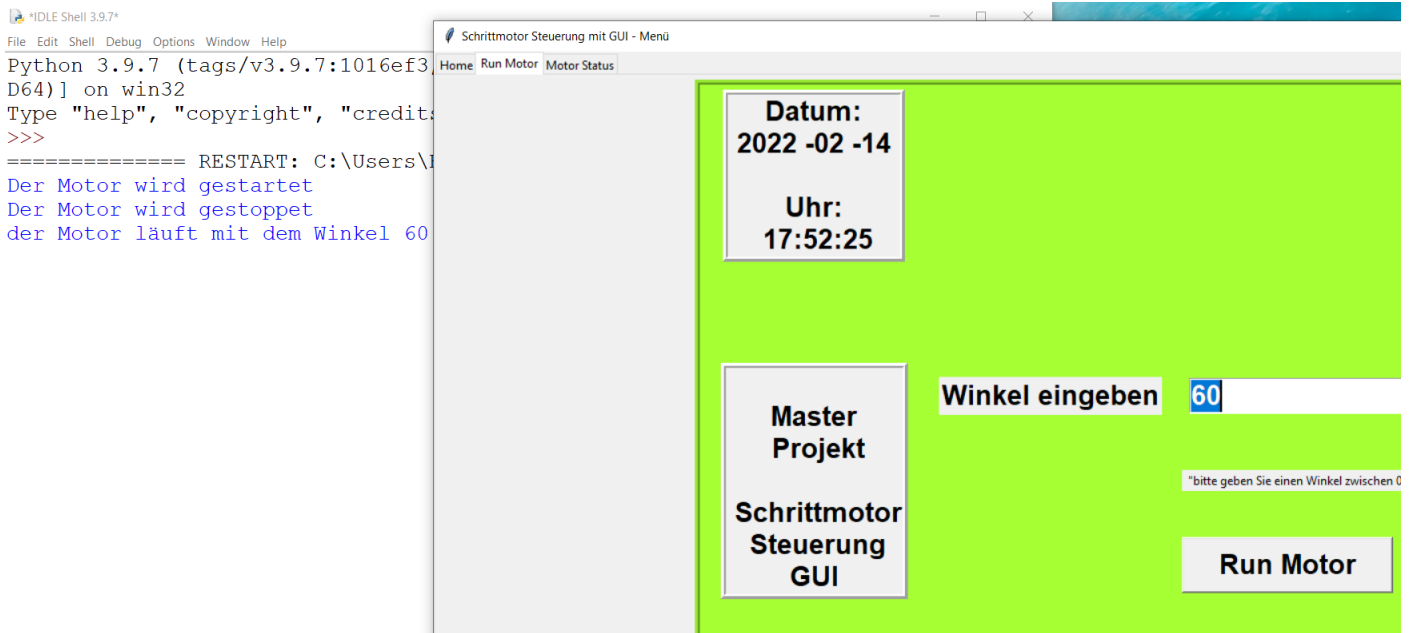 *IDLE Shell 3.9.7*
File Edit Shell Debug Options Window Help
Python 3.9.7 (tags/v3.9.7:1016ef3,
D64)] on win32
Type "help", "copyright", "credits
>>>
============== RESTART: C:\Users\
Der Motor wird gestartet
Der Motor wird gestoppet
der Motor läuft mit dem Winkel 60
Schrittmotor Steuerung mit GUI - Menü
Home Run Motor Motor Status
Datum:
2022 -02 -14
Uhr:
17:52:25
Master
Projekt
Schrittmotor
Steuerung
GUI
Winkel eingeben
60
"bitte geben Sie einen Winkel zwischen 0
Run Motor